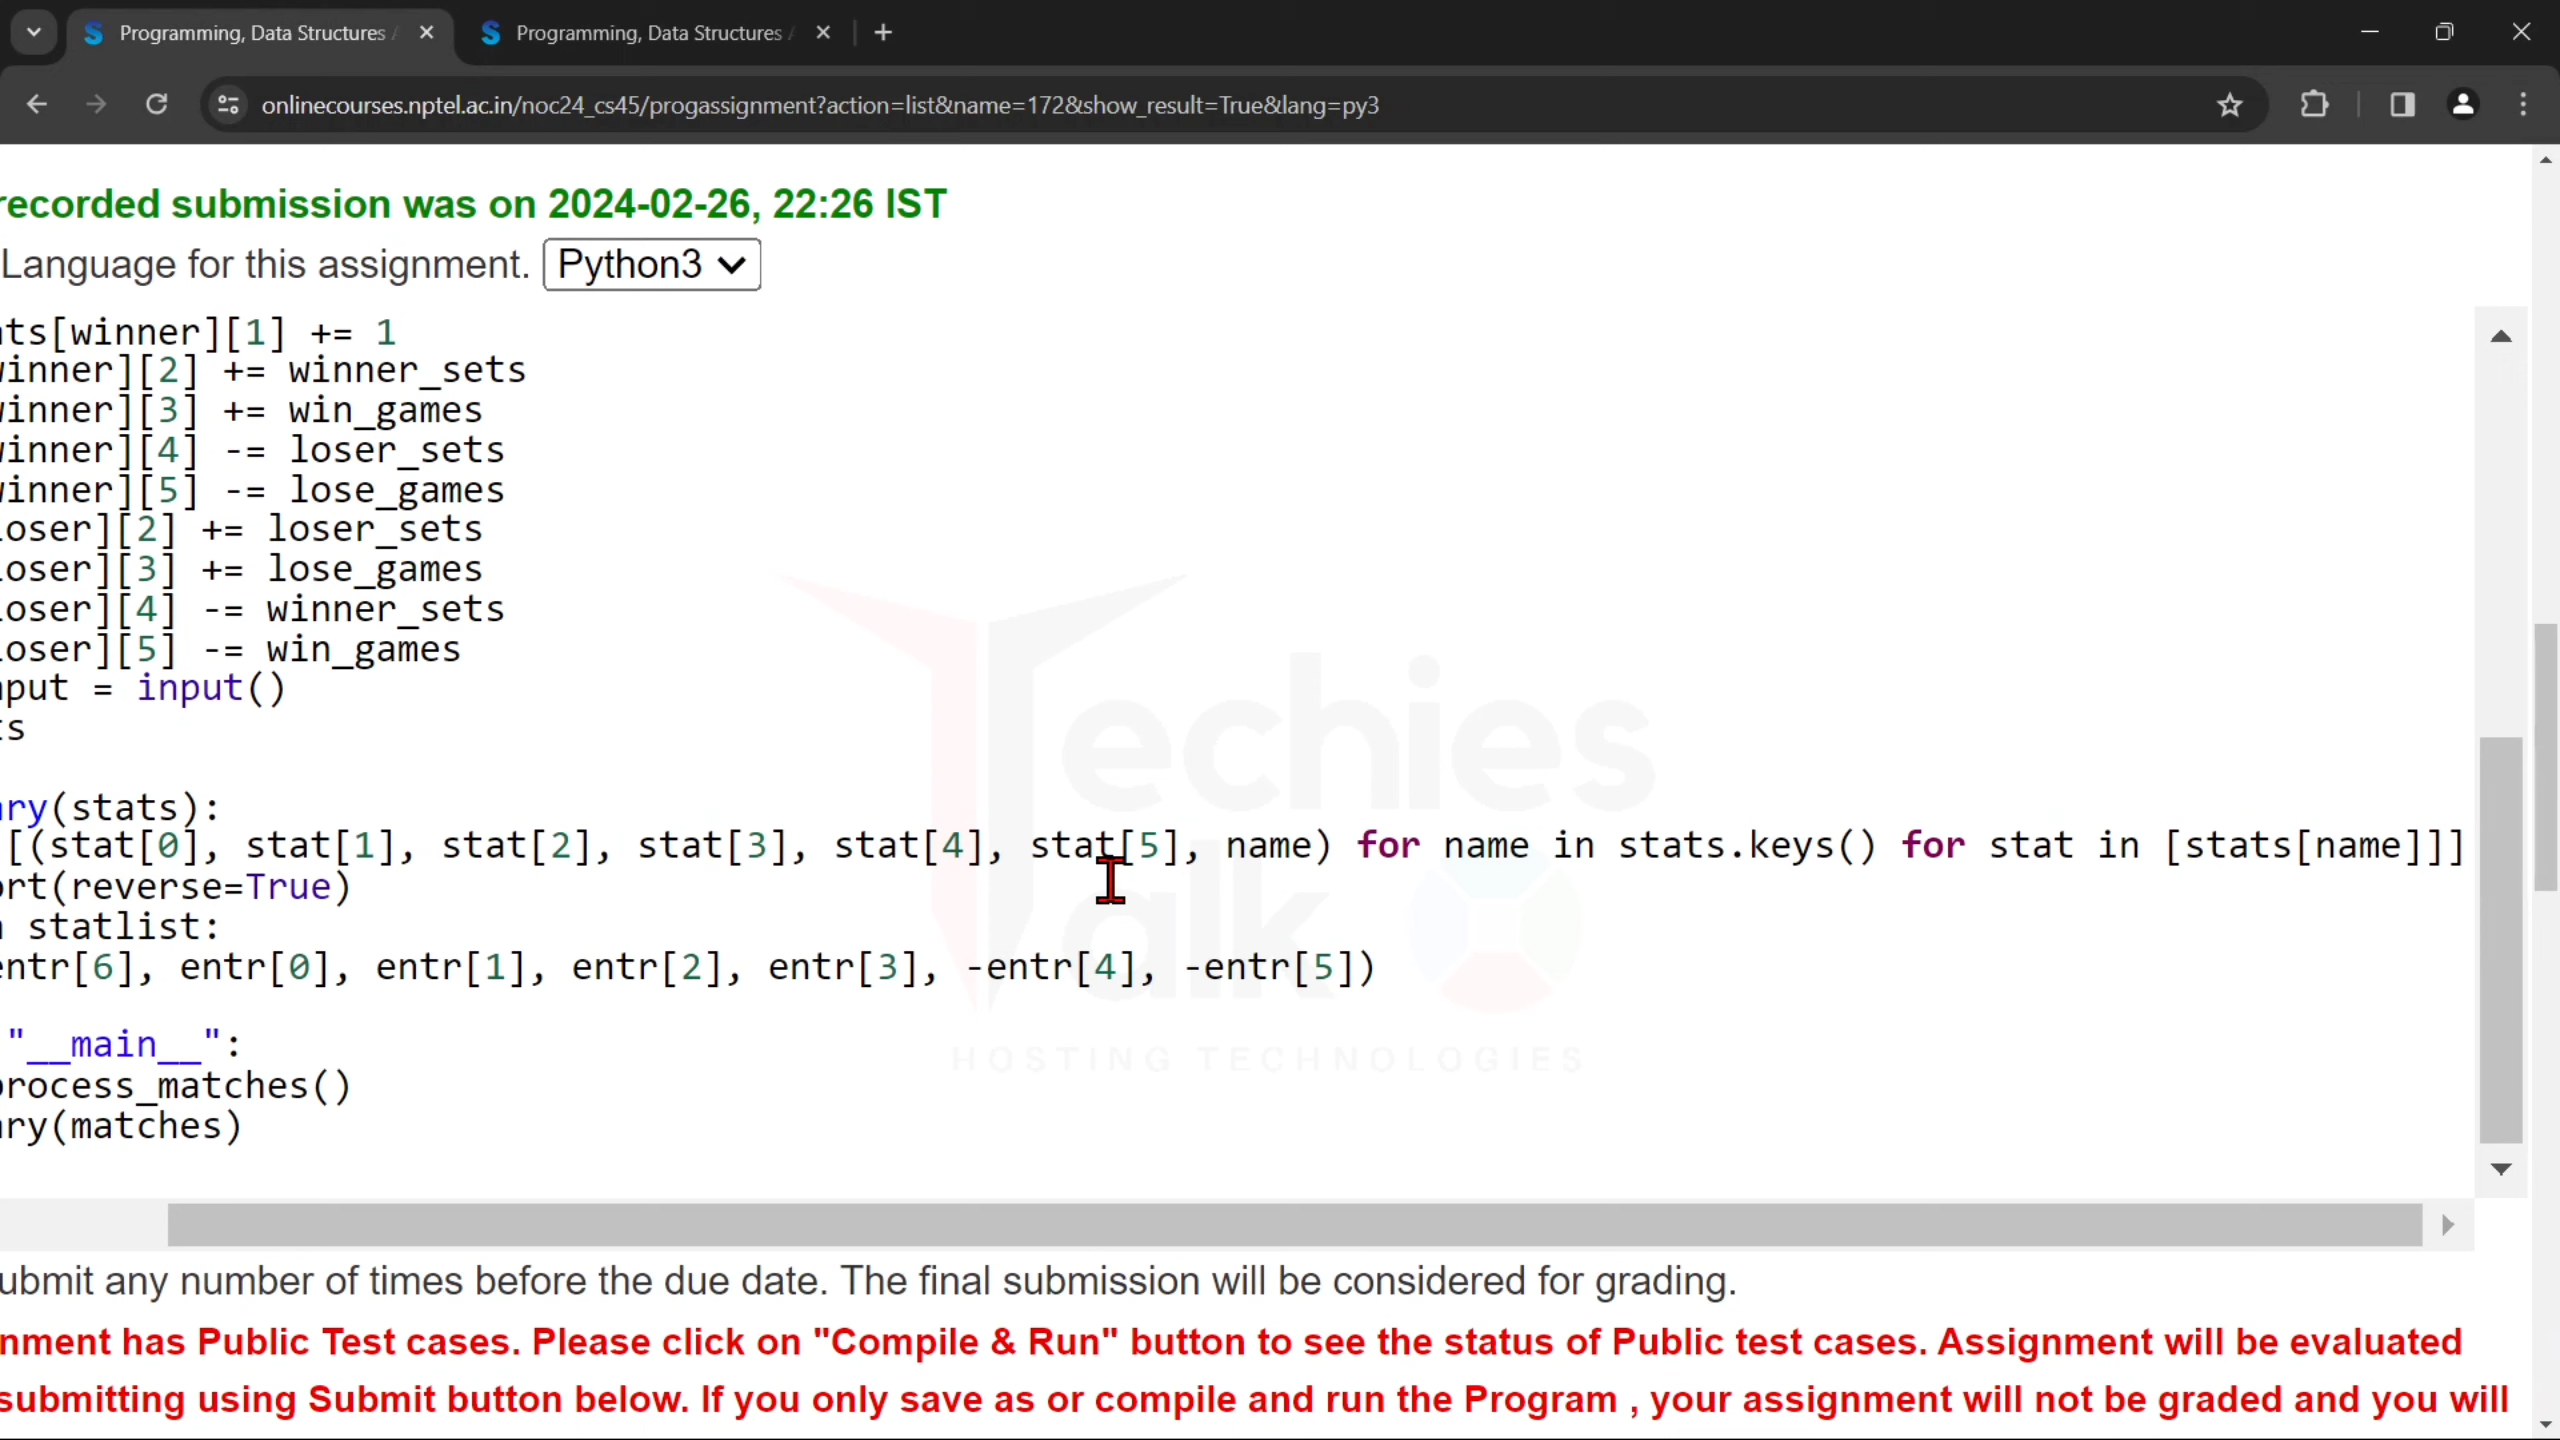 Programming, Data Structures A
Programming, Data Structures A
onlinecourses.nptel.ac.in/noc24_cs45/progassignment?action=list&name=172&show_result=True&lang=py3
recorded submission was on 2024-02-26, 22:26 IST
Language for this assignment. Python3
ts[winner][1] += 1
inner][2] += winner_sets
inner][3] += win_games
inner][4] -= loser_sets
inner][5] -= lose_games
oser][2] += loser_sets
oser][3] += lose_games
oser][4] -= winner_sets
oser][5] -= win_games
put = input()
s
ry(stats):
[(stat[0], stat[1], stat[2], stat[3], stat[4], stat[5], name) for name in stats.keys() for stat in [stats[name]]]
rt(reverse=True)
statlist:
entr[6], entr[0], entr[1], entr[2], entr[3], -entr[4], -entr[5])
"__main__":
process_matches()
ry(matches)
Techies
Talk
HOSTING TECHNOLOGIES
ubmit any number of times before the due date. The final submission will be considered for grading.
nment has Public Test cases. Please click on "Compile & Run" button to see the status of Public test cases. Assignment will be evaluated
submitting using Submit button below. If you only save as or compile and run the Program , your assignment will not be graded and you will